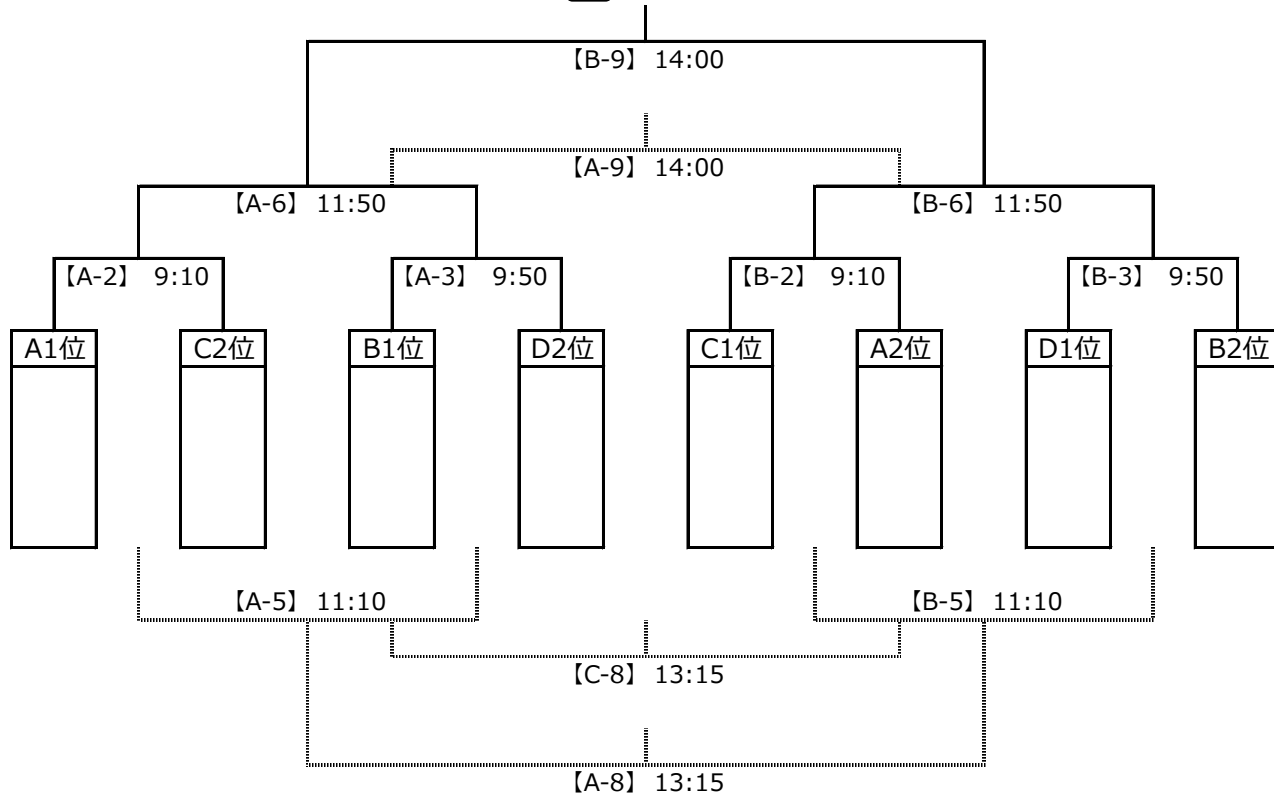 【B-9】 14:00
【A-9】 14:00
【A-6】 11:50
【B-6】 11:50
【A-2】 9:10
【A-3】 9:50
【B-2】 9:10
【B-3】 9:50
A1位
C2位
B1位
D2位
C1位
A2位
D1位
B2位
【A-5】 11:10
【B-5】 11:10
【C-8】 13:15
【A-8】 13:15